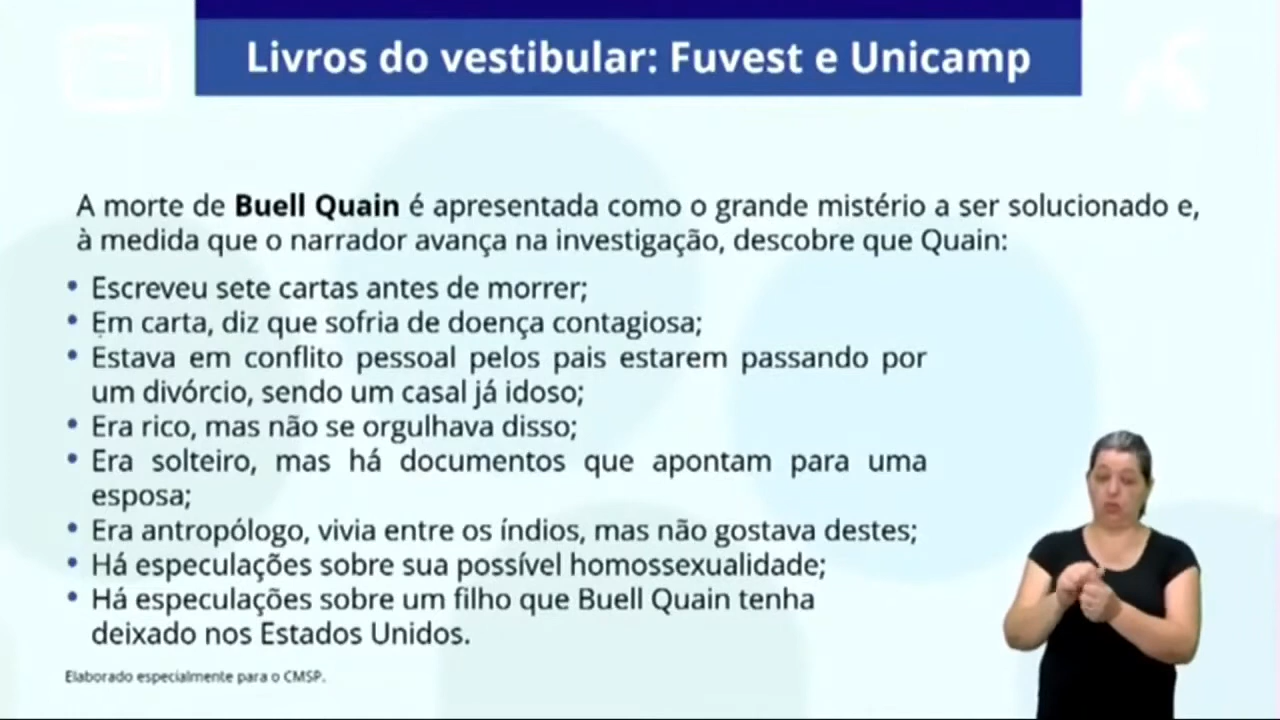 Livros do vestibular: Fuvest e Unicamp
A morte de Buell Quain é apresentada como o grande mistério a ser solucionado e,
à medida que o narrador avança na investigação, descobre que Quain:
• Escreveu sete cartas antes de morrer;
• Em carta, diz que sofria de doença contagiosa;
• Estava em conflito pessoal pelos pais estarem passando por
um divórcio, sendo um casal já idoso;
• Era rico, mas não se orgulhava disso;
• Era solteiro, mas há documentos que apontam para uma
esposa;
• Era antropólogo, vivia entre os índios, mas não gostava destes;
• Há especulações sobre sua possível homossexualidade;
• Há especulações sobre um filho que Buell Quain tenha
deixado nos Estados Unidos.
Elaborado especialmente para o CMSP.